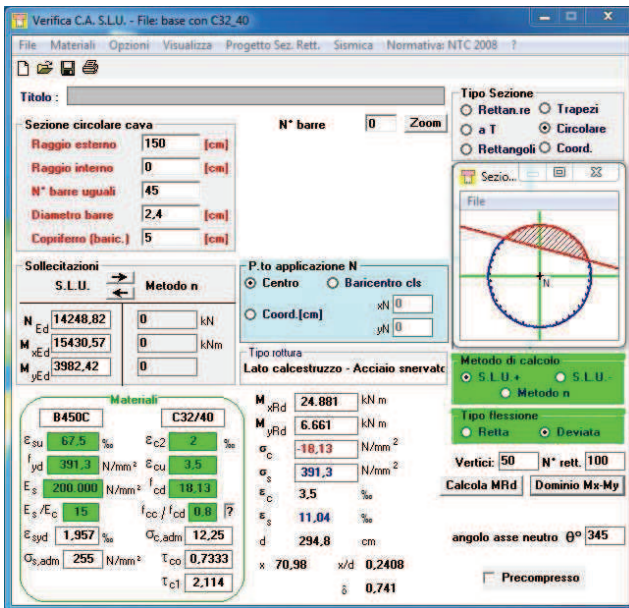 Verifica C.A. S.L.U. - File: base con C32_40
File Materiali Opzioni Visualizza Progetto Sez. Rett. Sismica Normativa: NTC 2008 ?
Titolo :
Tipo Sezione
Rettan.re Trapezi
a T Circolare
Rettangoli Coord.
Sezione circolare cava
Raggio esterno 150 [cm]
Raggio interno 0 [cm]
N° barre uguali 45
Diametro barre 2,4 [cm]
Copriferro (baric.) 5 [cm]
N° barre 0 Zoom
Sezio...
File
N
Sollecitazioni
S.L.U. Metodo n
N Ed 14248,82 0 kN
M xEd 15430,57 0 kNm
M yEd 3982,42 0
P.to applicazione N
Centro Baricentro cls
Coord.[cm] xN 0
yN 0
Tipo rottura
Lato calcestruzzo - Acciaio snervato
Metodo di calcolo
S.L.U.+ S.L.U.-
Metodo n
Tipo flessione
Retta Deviata
Materiali
B450C C32/40
εsu 67,5 ‰ εc2 2 ‰
fyd 391,3 N/mm² εcu 3,5
Es 200.000 N/mm² fcd 18,13
Es/Ec 15 fcc/fcd 0,8 ?
εsyd 1,957 ‰ σc,adm 12,25
σs,adm 255 N/mm² τco 0,7333
τc1 2,114
M xRd 24.881 kN m
M yRd 6.661 kN m
σc -18,13 N/mm²
σs 391,3 N/mm²
εc 3,5 ‰
εs 11,04 ‰
d 294,8 cm
x 70,98 x/d 0,2408
δ 0,741
Vertici: 50 N° rett. 100
Calcola MRd Dominio Mx-My
angolo asse neutro θ° 345
Precompresso